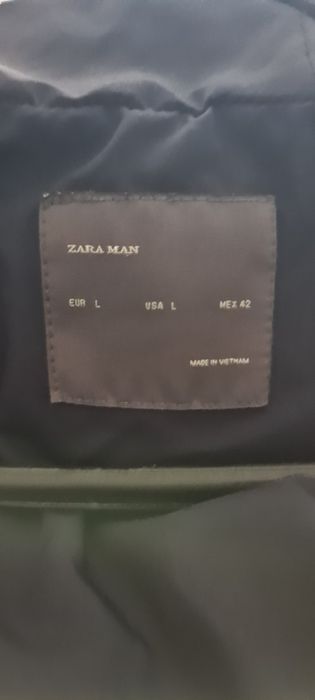 ZARA MAN
EUR L USA L MEX 42
MADE IN VIETNAM